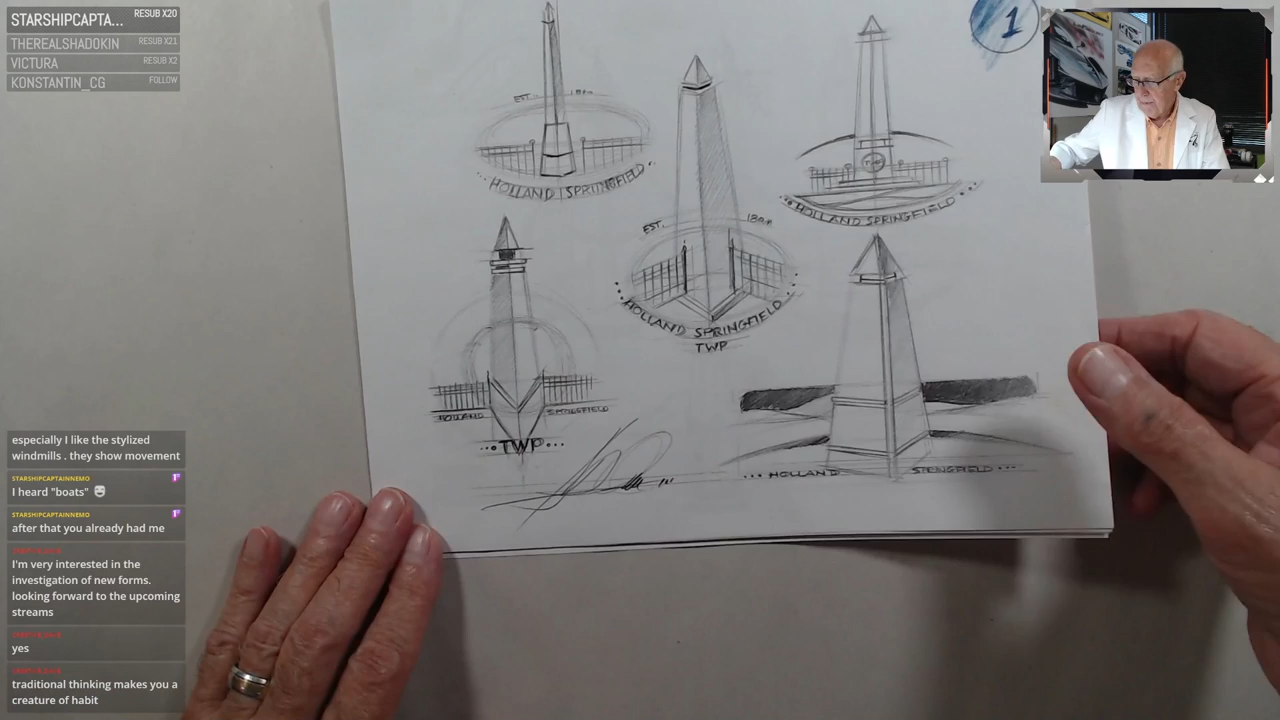 STARSHIPCAPTA... RESUB X20
THEREALSHADOKIN RESUB X21
VICTURA RESUB X2
KONSTANTIN_CG FOLLOW
1
EST.
HOLLAND SPRINGFIELD
EST.
HOLLAND SPRINGFIELD
TWP
TWP
HOLLAND SPRINGFIELD
HOLLAND
TWP
HOLLAND
especially I like the stylized
windmills . they show movement
STARSHIPCAPTAINNEMO
I heard "boats"
STARSHIPCAPTAINNEMO
after that you already had me
I'm very interested in the
investigation of new forms.
looking forward to the upcoming
streams
yes
traditional thinking makes you a
creature of habit